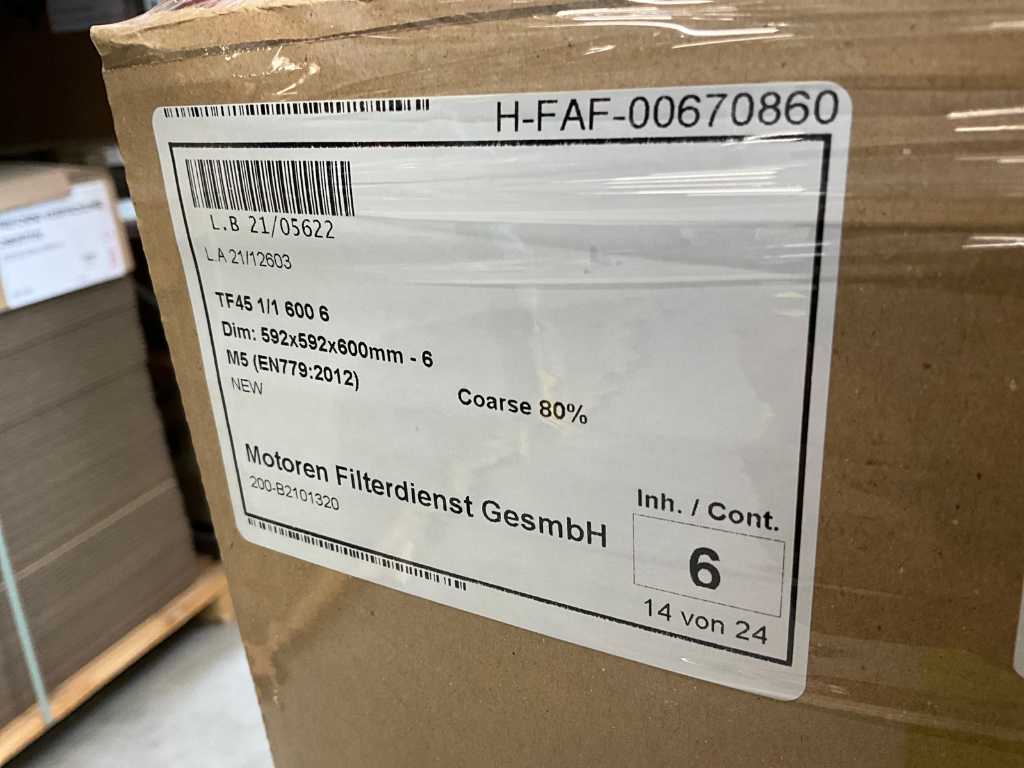 H-FAF-00670860
L.B 21/05622
L A 21/12603
TF45 1/1 600 6
Dim: 592x592x600mm - 6
M5 (EN779:2012)
NEW
Coarse 80%
Motoren Filterdienst GesmbH
200-B2101320
Inh. / Cont.
6
14 von 24